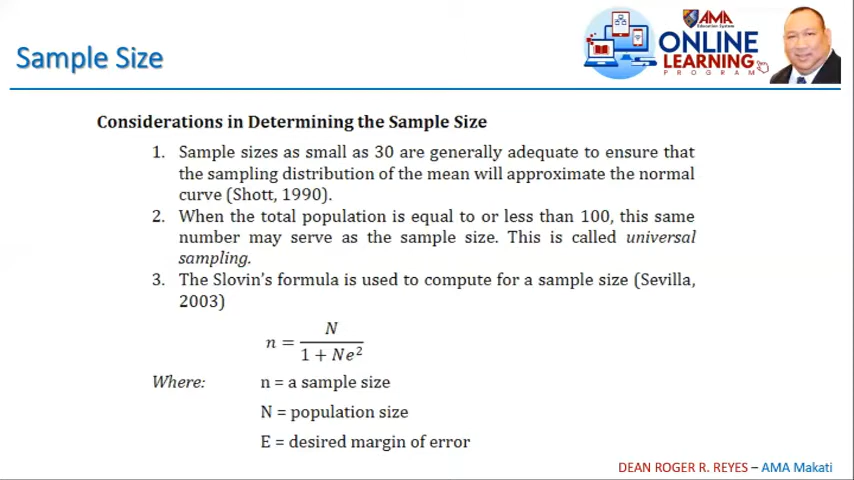 Sample Size
AMA
Education System
ONLINE
LEARNING
PROGRAM
Considerations in Determining the Sample Size
1. Sample sizes as small as 30 are generally adequate to ensure that
the sampling distribution of the mean will approximate the normal
curve (Shott, 1990).
2. When the total population is equal to or less than 100, this same
number may serve as the sample size. This is called universal
sampling.
3. The Slovin's formula is used to compute for a sample size (Sevilla,
2003)
n = N / (1 + Ne²)
Where: n = a sample size
N = population size
E = desired margin of error
DEAN ROGER R. REYES – AMA Makati